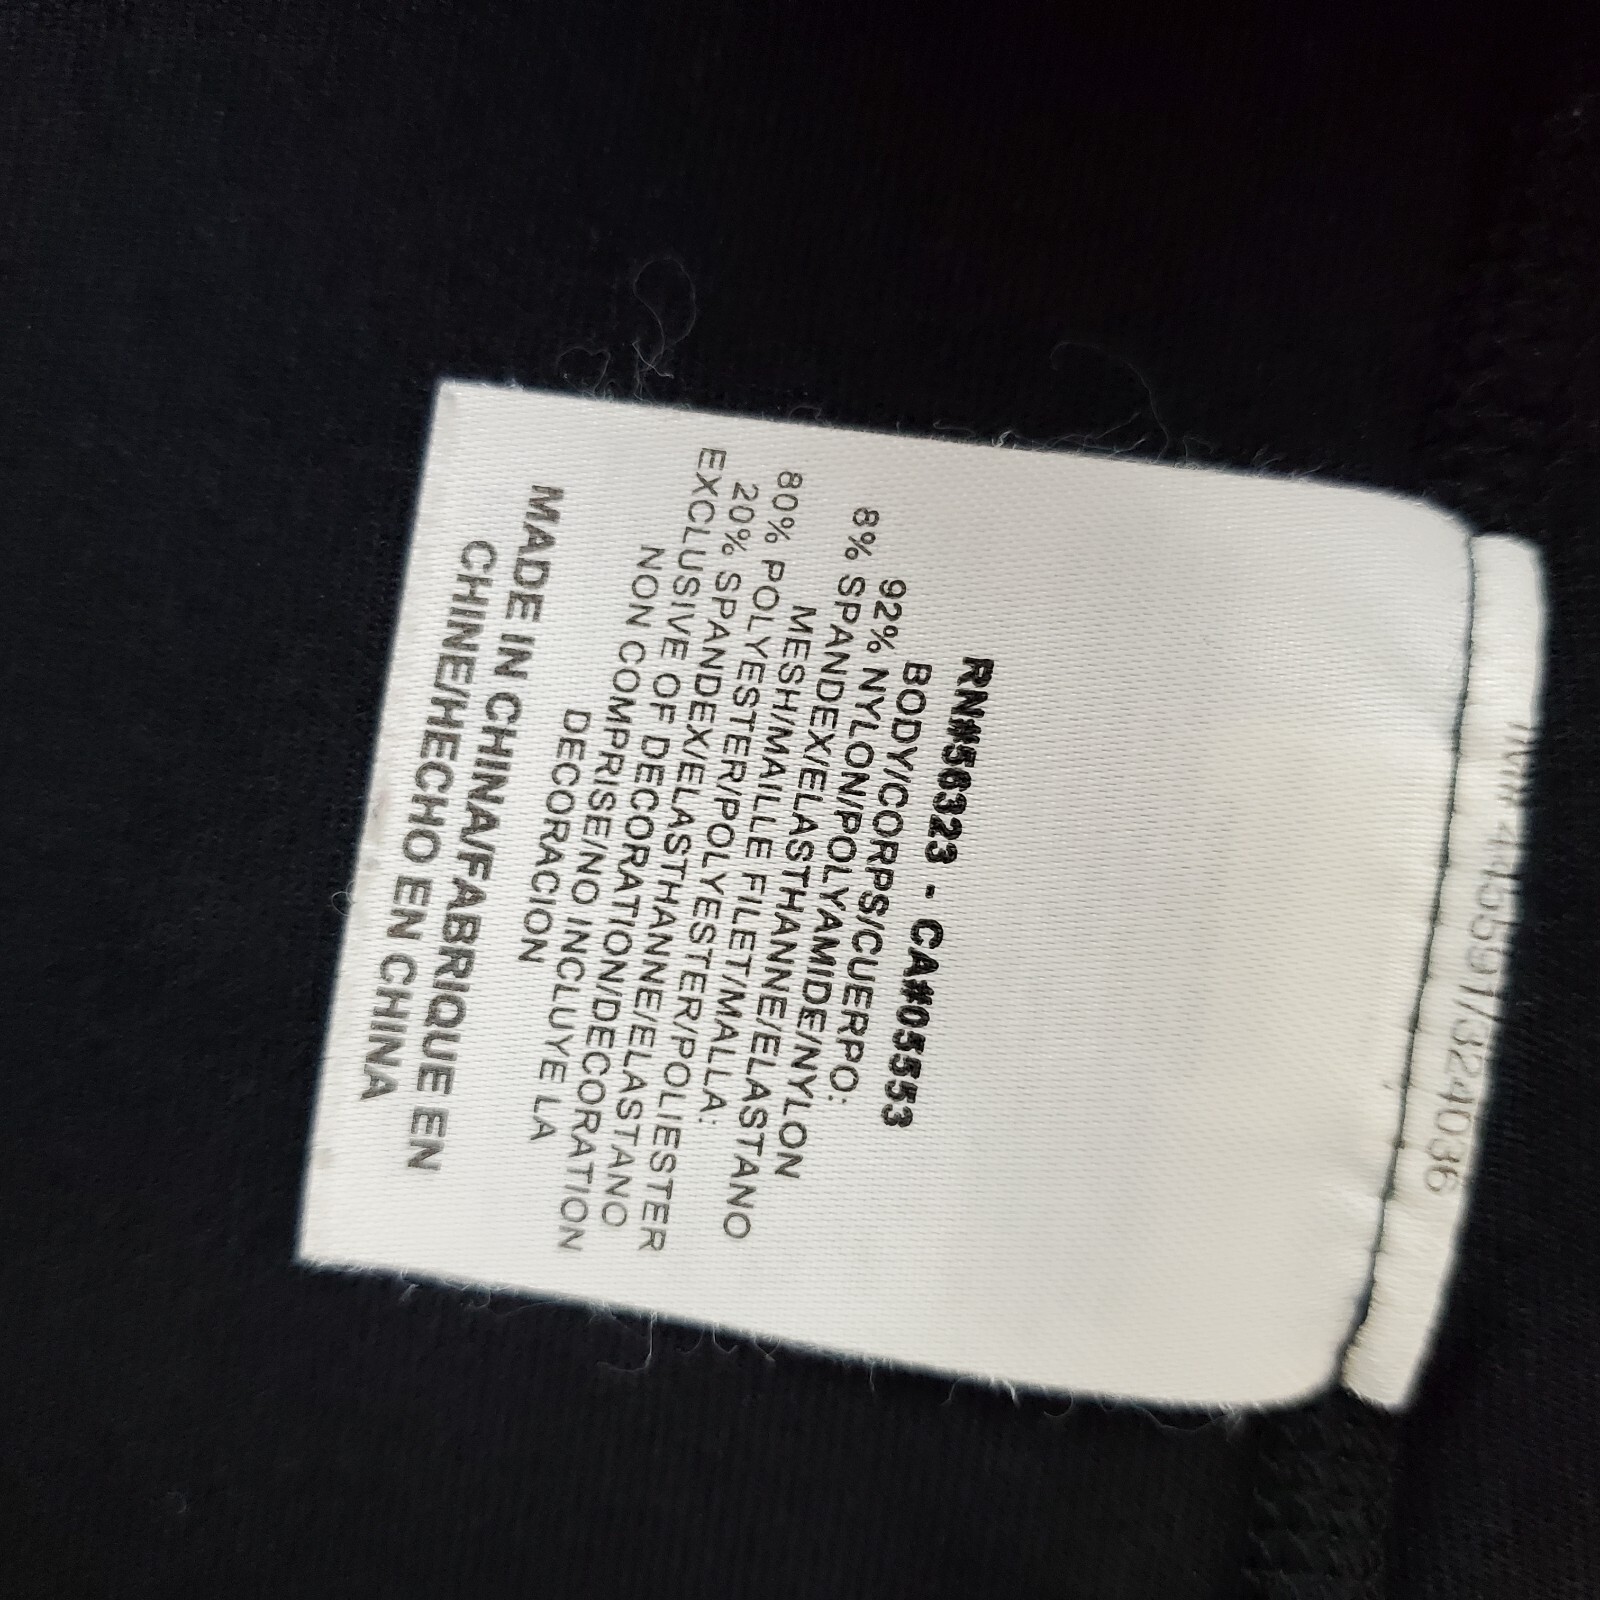 445591/324036
RN#56323 - CA#05553
BODY/CORPS/CUERPO:
92% NYLON/POLYAMIDE/NYLON
8% SPANDEX/ELASTHANNE/ELASTANO
MESH/MAILLE FILET/MALLA:
80% POLYESTER/POLYESTER/POLIESTER
20% SPANDEX/ELASTHANNE/ELASTANO
EXCLUSIVE OF DECORATION/DECORATION
NON COMPRISE/NO INCLUYE LA
DECORACION
MADE IN CHINA/FABRIQUE EN
CHINE/HECHO EN CHINA